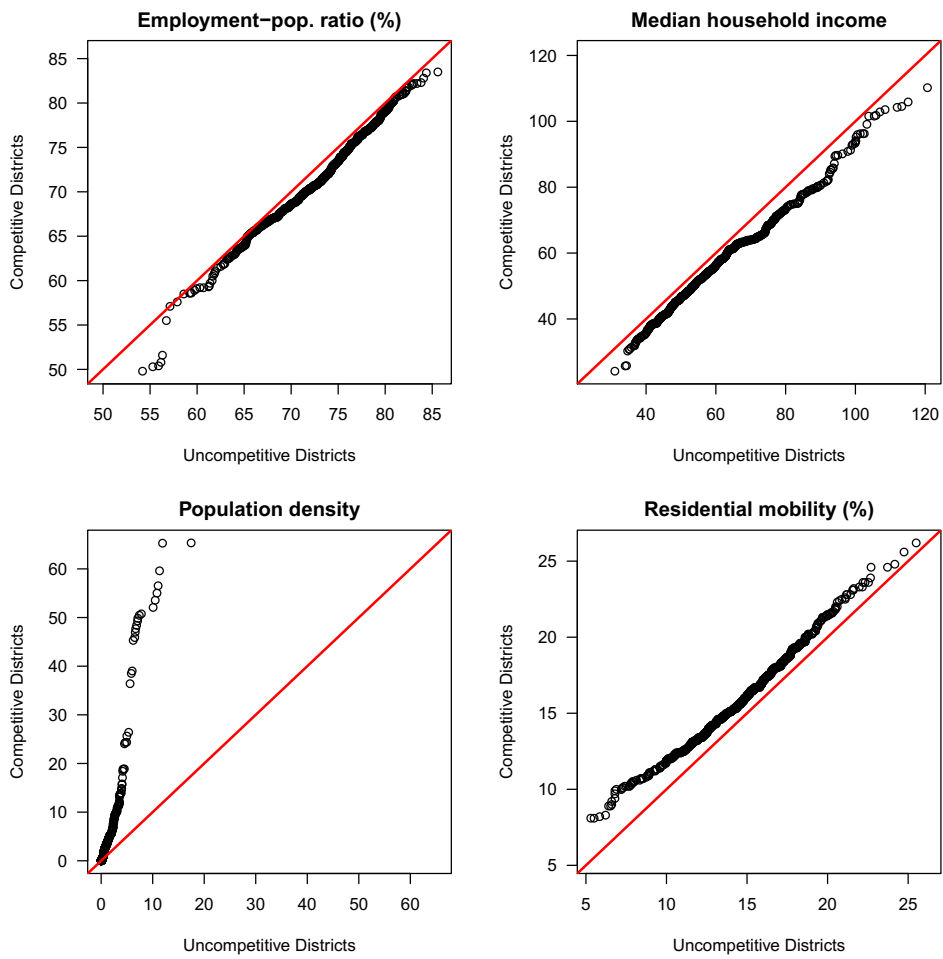 Employment−pop. ratio (%)
85
80
75
70
65
60
55
50
Competitive Districts
50 55 60 65 70 75 80 85
Uncompetitive Districts
Median household income
120
100
80
60
40
Competitive Districts
40 60 80 100 120
Uncompetitive Districts
Population density
60
50
40
30
20
10
0
Competitive Districts
0 10 20 30 40 50 60
Uncompetitive Districts
Residential mobility (%)
25
20
15
10
5
Competitive Districts
5 10 15 20 25
Uncompetitive Districts